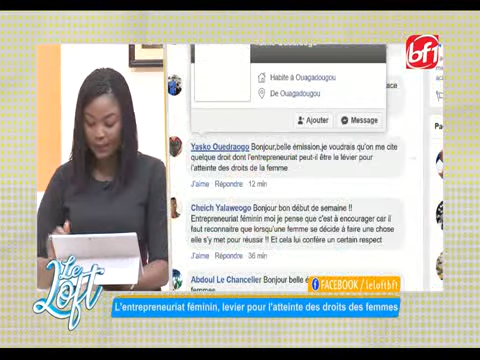 bf1
ace
Habite à Ouagadougou
De Ouagadougou
Ajouter
Message
Pa
Yasko Ouedraogo Bonjour,belle émission,je voudrais qu'on me cite
quelque droit dont l'entrepreneuriat peut-il être le lévier pour
l'atteinte des droits de la femme
J'aime Répondre 12 min
Cheich Yalaweogo Bonjour bon début de semaine !!
Entrepreneuriat féminin moi je pense que c'est à encourager car il
faut reconnaitre que lorsqu'une femme se décide à faire une chose
elle s'y met pour réussir !! Et cela lui confère un certain respect
J'aime Répondre 36 min
Abdoul Le Chancelier Bonjour belle é
femmes
FACEBOOK / leloftbf1
Le
Loft
L'entrepreneuriat féminin, levier pour l'atteinte des droits des femmes